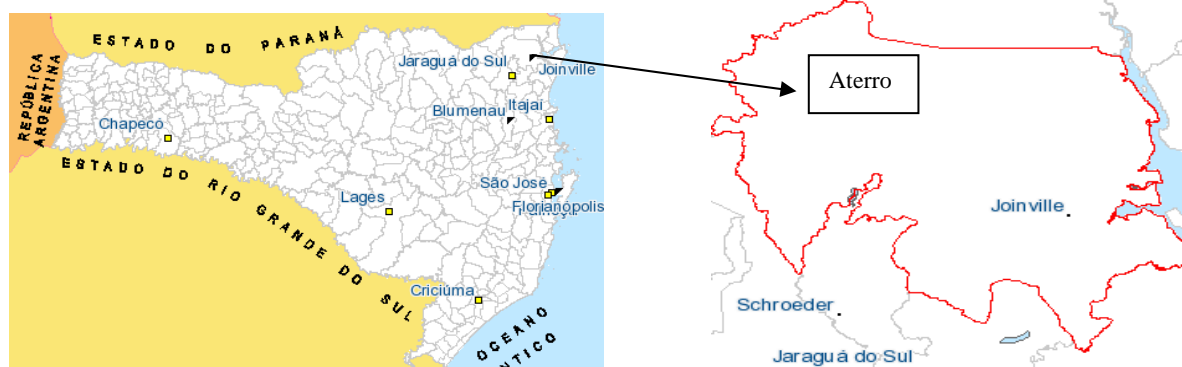 ESTADO DO PARANÁ
REPÚBLICA
ARGENTINA
Jaraguá do Sul
Joinville
Blumenau
Itajaí
Chapecó
ESTADO DO RIO GRANDE DO SUL
São José
Florianópolis
Lages
Criciúma
OCEANO
NTICO
Aterro
Joinville
Schroeder
Jaraguá do Sul